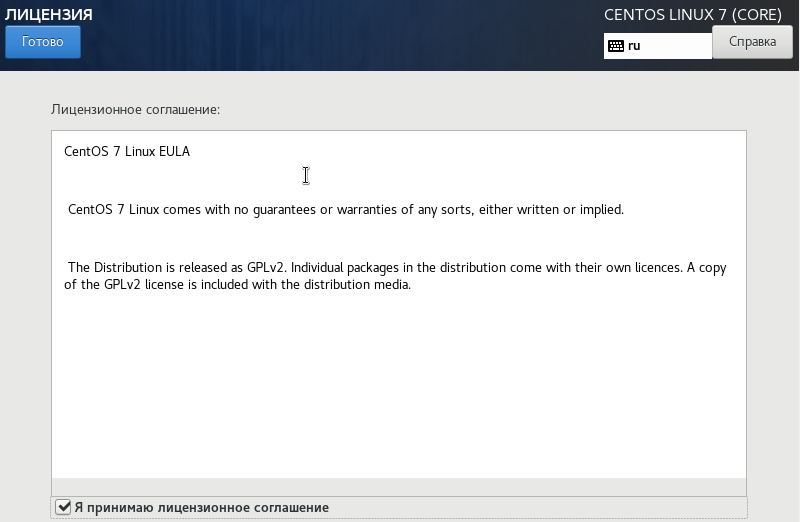 ЛИЦЕНЗИЯ
CENTOS LINUX 7 (CORE)
Готово
ru
Справка
Лицензионное соглашение:
CentOS 7 Linux EULA
CentOS 7 Linux comes with no guarantees or warranties of any sorts, either written or implied.
The Distribution is released as GPLv2. Individual packages in the distribution come with their own licences. A copy
of the GPLv2 license is included with the distribution media.
Я принимаю лицензионное соглашение